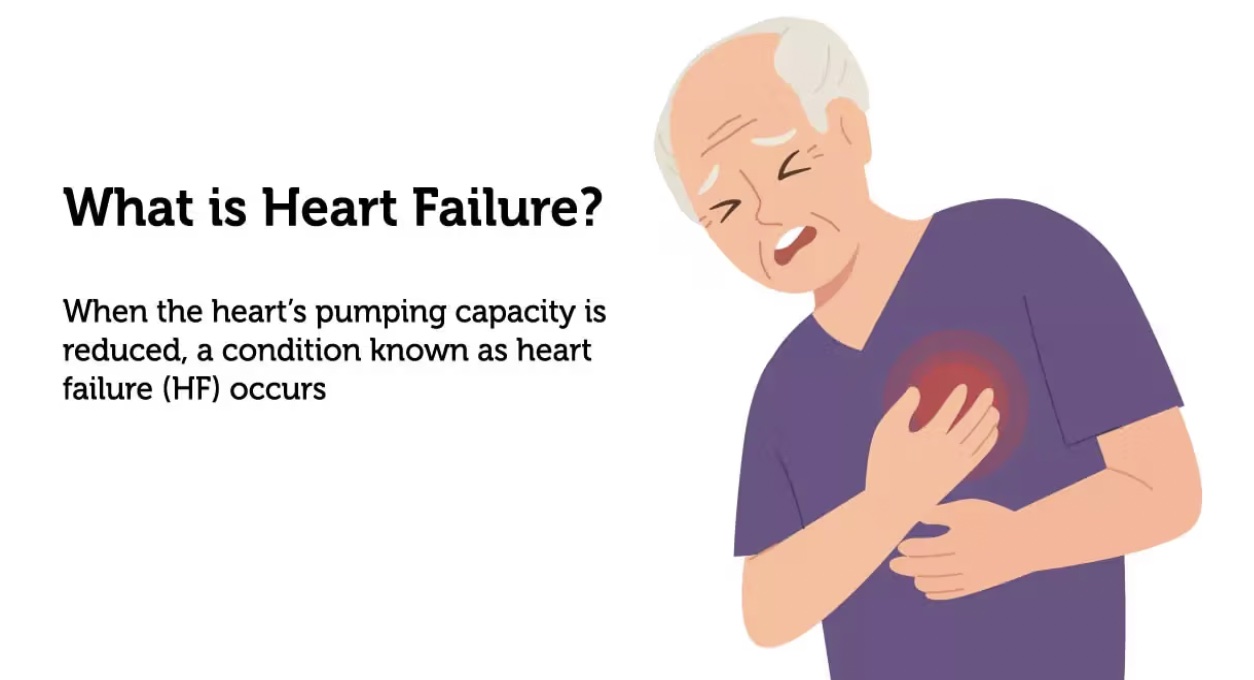 What is Heart Failure?
When the heart’s pumping capacity is
reduced, a condition known as heart
failure (HF) occurs